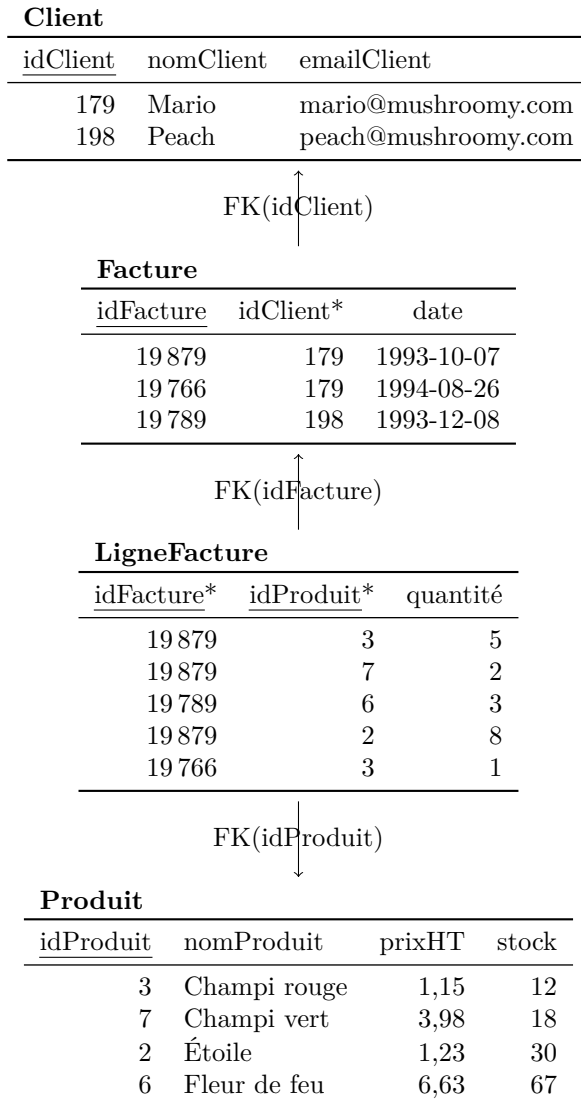 Client
idClient nomClient emailClient
179 Mario mario@mushroomy.com
198 Peach peach@mushroomy.com
FK(idClient)
Facture
idFacture idClient* date
19 879 179 1993-10-07
19 766 179 1994-08-26
19 789 198 1993-12-08
FK(idFacture)
LigneFacture
idFacture* idProduit* quantité
19 879 3 5
19 879 7 2
19 789 6 3
19 879 2 8
19 766 3 1
FK(idProduit)
Produit
idProduit nomProduit prixHT stock
3 Champi rouge 1,15 12
7 Champi vert 3,98 18
2 Étoile 1,23 30
6 Fleur de feu 6,63 67